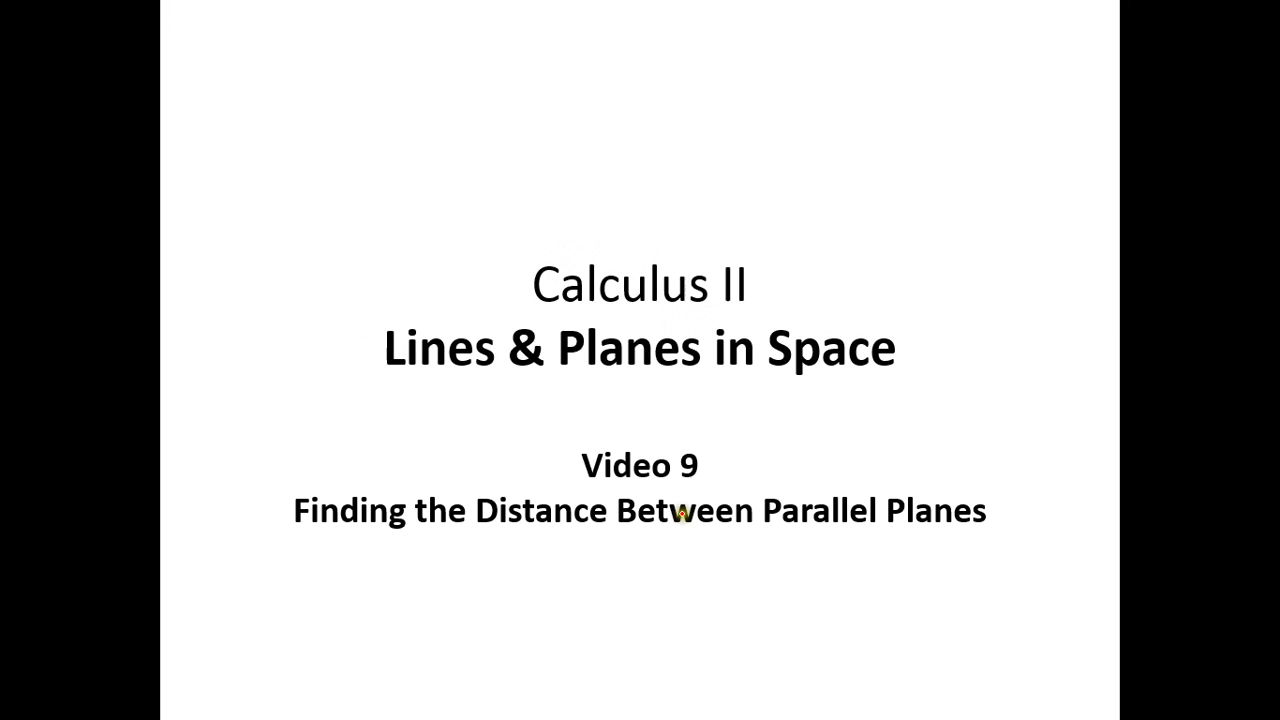 Calculus II
Lines & Planes in Space
Video 9
Finding the Distance Between Parallel Planes